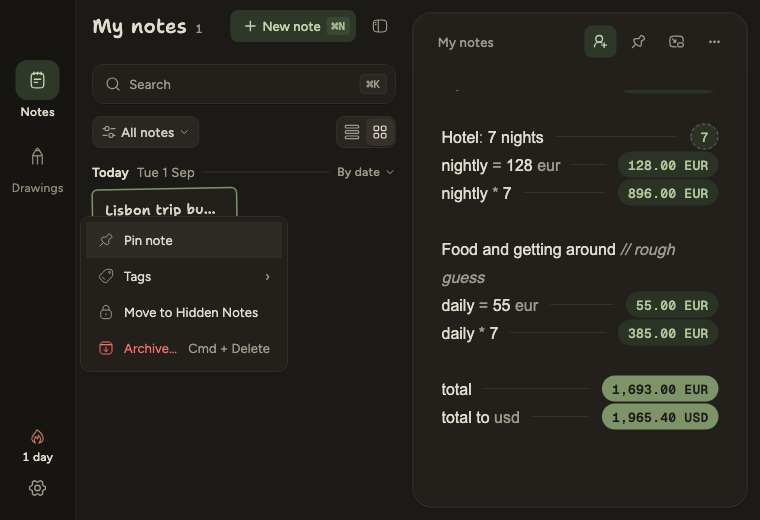 My notes 1
+ New note ⌘N
Search ⌘K
All notes
Today Tue 1 Sep
By date
Lisbon trip bu...
Pin note
Tags ›
Move to Hidden Notes
Archive... Cmd + Delete
Notes
Drawings
1 day
My notes
Hotel: 7 nights 7
nightly = 128 eur 128.00 EUR
nightly * 7 896.00 EUR
Food and getting around // rough
guess
daily = 55 eur 55.00 EUR
daily * 7 385.00 EUR
total 1,693.00 EUR
total to usd 1,965.40 USD